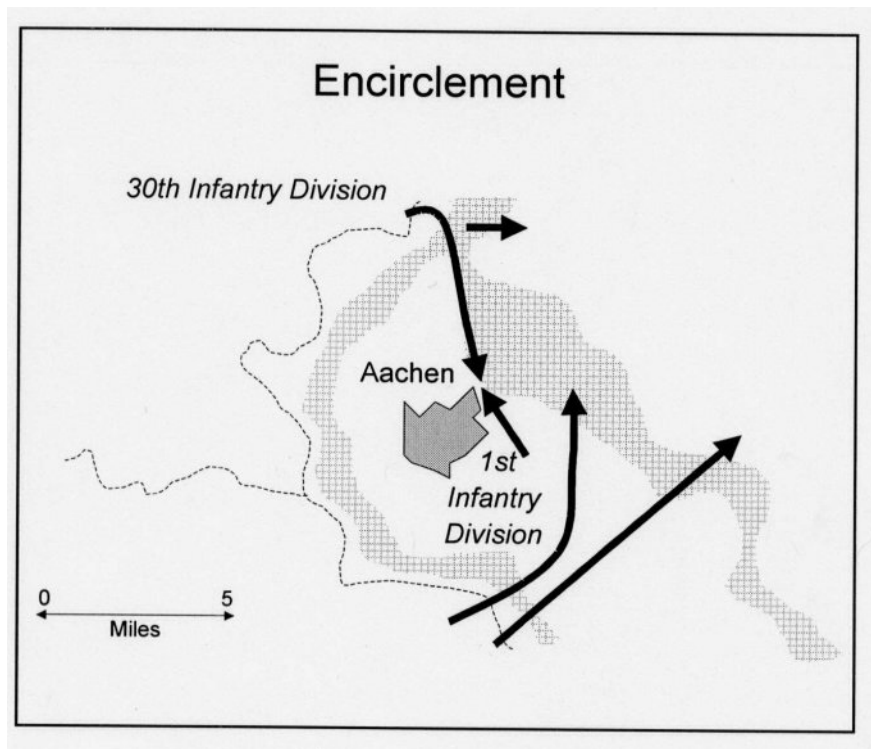 Encirclement
30th Infantry Division
Aachen
1st
Infantry
Division
0 5
Miles